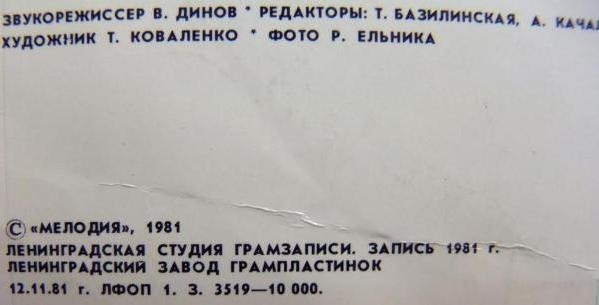 ЗВУКОРЕЖИССЕР В. ДИНОВ * РЕДАКТОРЫ: Т. БАЗИЛИНСКАЯ, А.
ХУДОЖНИК Т. КОВАЛЕНКО * ФОТО Р. ЕЛЬНИКА
© «МЕЛОДИЯ», 1981
ЛЕНИНГРАДСКАЯ СТУДИЯ ГРАМЗАПИСИ. ЗАПИСЬ 1981 г.
ЛЕНИНГРАДСКИЙ ЗАВОД ГРАМПЛАСТИНОК
12.11.81 г. ЛФОП 1. З. 3519—10 000.